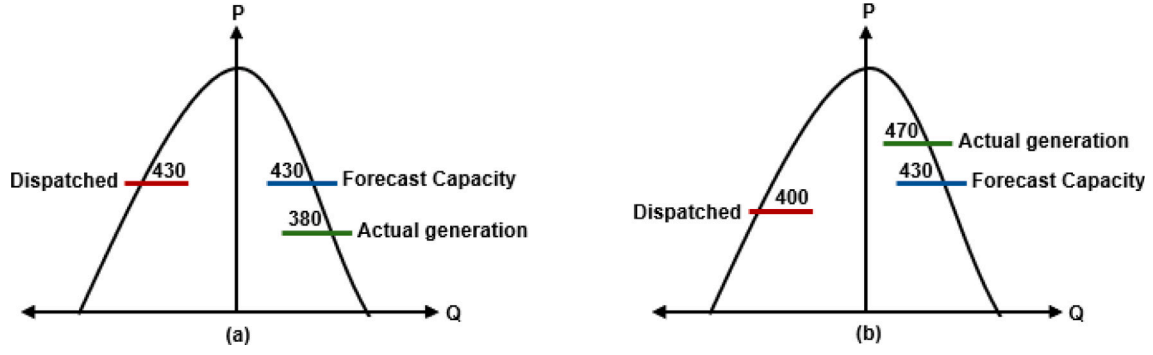 P
430
Dispatched
430
Forecast Capacity
380
Actual generation
Q
(a)
P
470
Actual generation
430
Forecast Capacity
400
Dispatched
Q
(b)